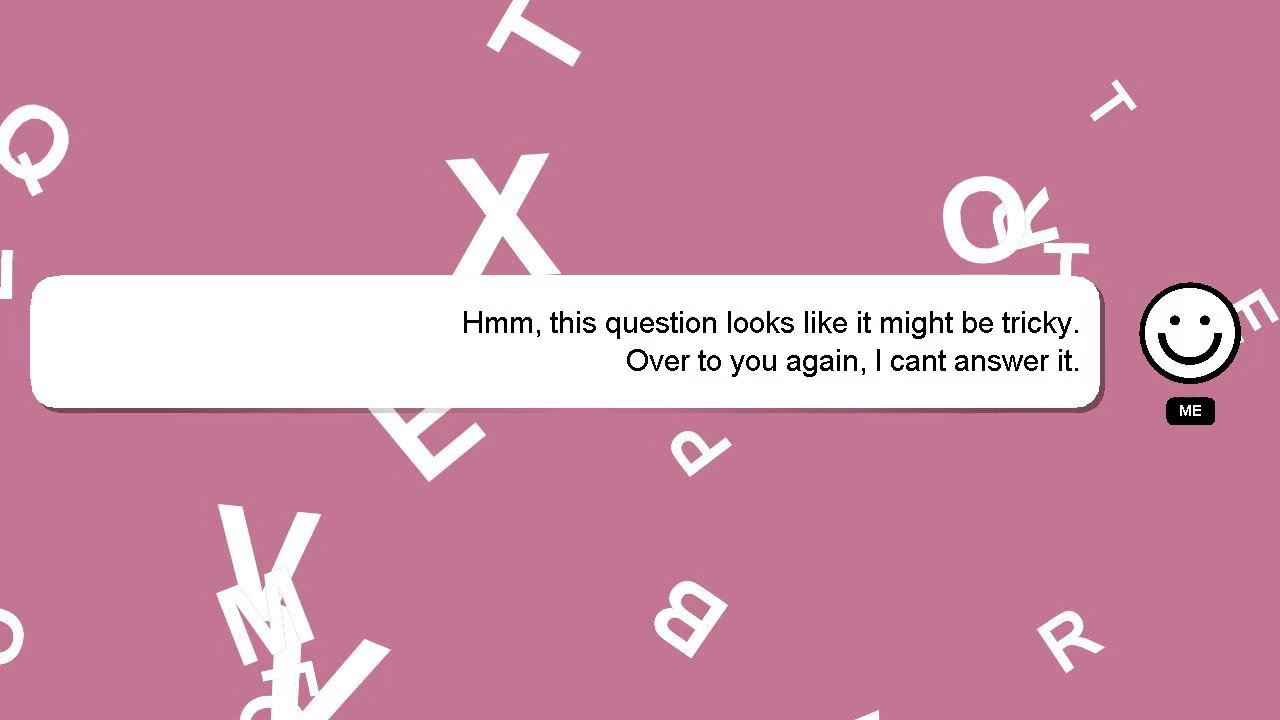 T
T
Q
X
O
R
T
E
Hmm, this question looks like it might be tricky.
Over to you again, I cant answer it.
ME
E
P
V
M
B
R